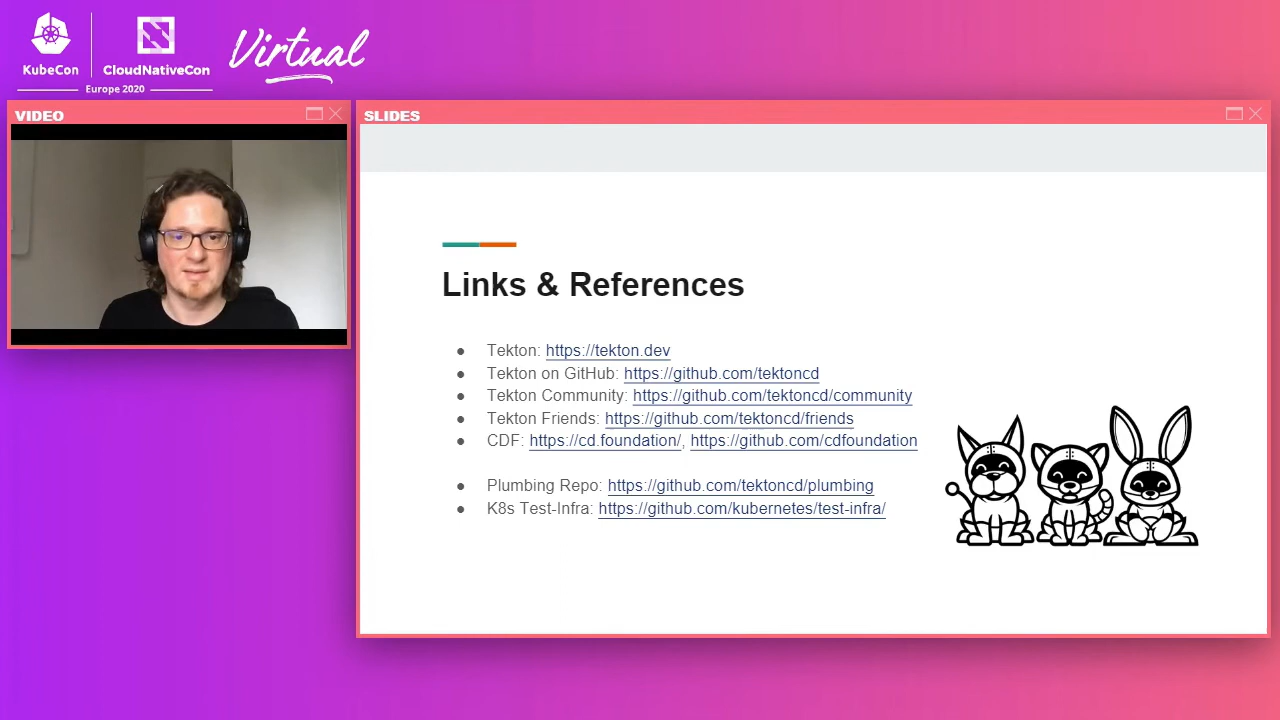 KubeCon
CloudNativeCon
Europe 2020
Virtual
VIDEO
SLIDES
Links & References
● Tekton: https://tekton.dev
● Tekton on GitHub: https://github.com/tektoncd
● Tekton Community: https://github.com/tektoncd/community
● Tekton Friends: https://github.com/tektoncd/friends
● CDF: https://cd.foundation/, https://github.com/cdfoundation
● Plumbing Repo: https://github.com/tektoncd/plumbing
● K8s Test-Infra: https://github.com/kubernetes/test-infra/